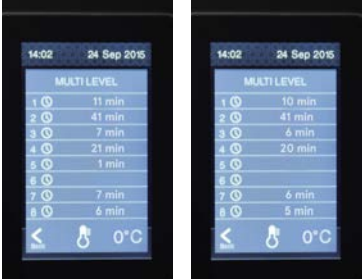 14:02 24 Sep 2015
MULTI LEVEL
1 11 min
2 41 min
3 7 min
4 21 min
5 1 min
6
7 7 min
8 6 min
0°C
14:02 24 Sep 2015
MULTI LEVEL
1 10 min
2 41 min
3 6 min
4 20 min
5
6
7 6 min
8 5 min
0°C